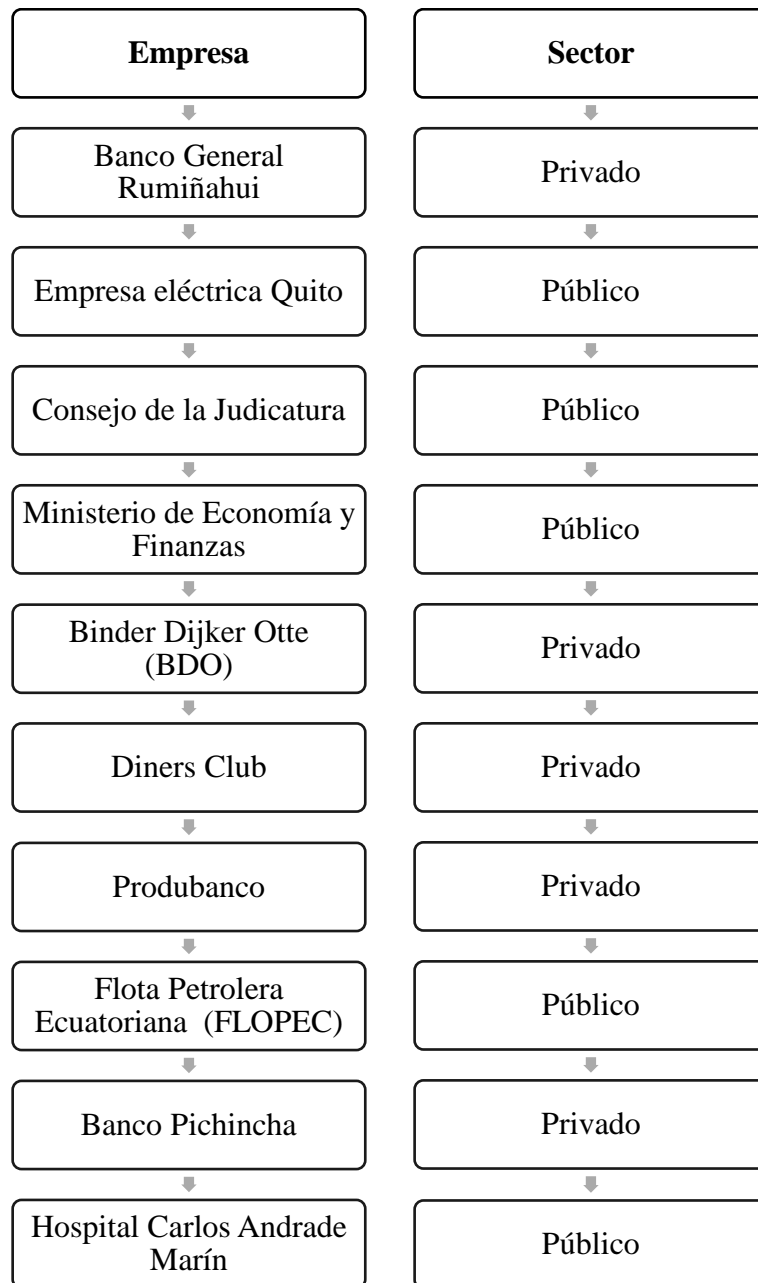 Empresa
Sector
Banco General
Rumiñahui
Privado
Empresa eléctrica Quito
Público
Consejo de la Judicatura
Público
Ministerio de Economía y
Finanzas
Público
Binder Dijker Otte
(BDO)
Privado
Diners Club
Privado
Produbanco
Privado
Flota Petrolera
Ecuatoriana  (FLOPEC)
Público
Banco Pichincha
Privado
Hospital Carlos Andrade
Marín
Público